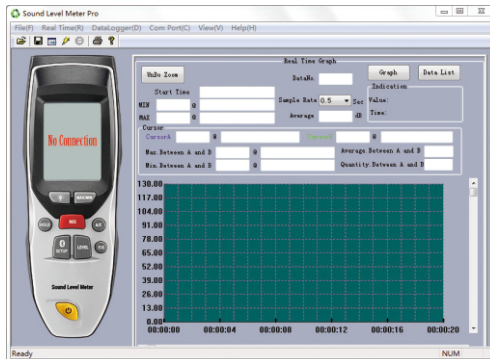 Sound Level Meter Pro
File(F) Real Time(R) DataLogger(D) Com Port(C) View(V) Help(H)
Real Time Graph
UnDo Zoom
DataNo.
Graph
Data List
Indication
Start Time
Sample Rate 0.5 Sec
Value:
MIN @
Time:
MAX @
Average dB
Cursor
CursorA @
@
Max.Between A and B @
Average.Between A and B
Min.Between A and B @
Quantity.Between A and B
No Connection
MAX/MIN
HOLD
REC
A/C
SETUP
LEVEL
F/S
Sound Level Meter
130.00
117.00
104.00
91.00
78.00
65.00
52.00
39.00
26.00
13.00
0.00
00:00:00 00:00:04 00:00:08 00:00:12 00:00:16 00:00:20
Ready
NUM